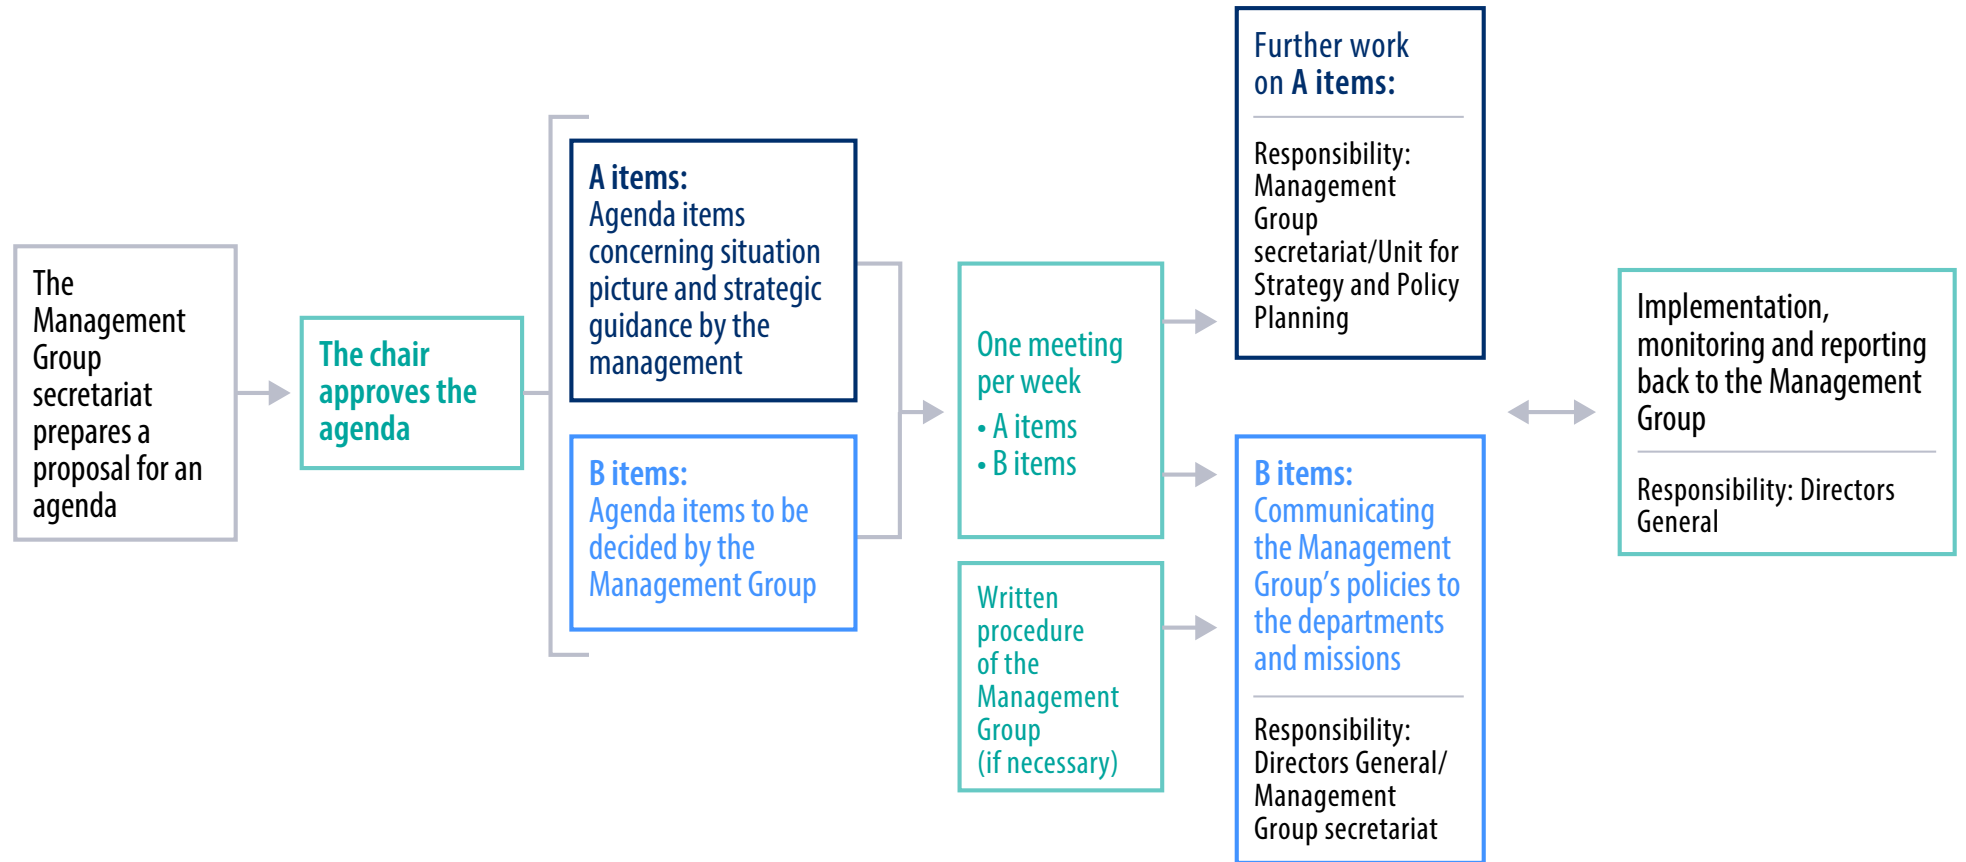 The
Management
Group
secretariat
prepares a
proposal for an
agenda
The chair
approves the
agenda
A items:
Agenda items
concerning situation
picture and strategic
guidance by the
management
B items:
Agenda items to be
decided by the
Management Group
One meeting
per week
• A items
• B items
Written
procedure
of the
Management
Group
(if necessary)
Further work
on A items:
Responsibility:
Management
Group
secretariat/Unit for
Strategy and Policy
Planning
B items:
Communicating
the Management
Group’s policies to
the departments
and missions
Responsibility:
Directors General/
Management
Group secretariat
Implementation,
monitoring and reporting
back to the Management
Group
Responsibility: Directors
General